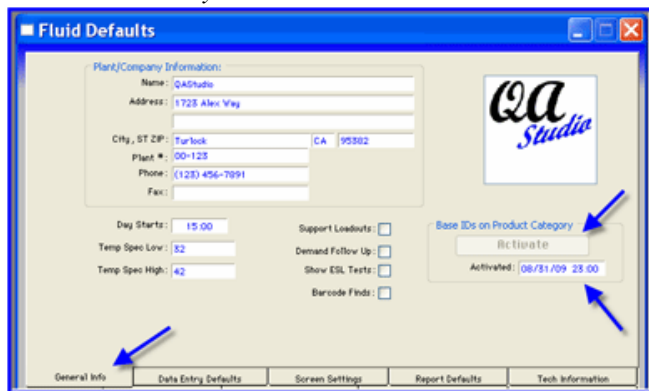 Fluid Defaults
Plant/Company Information:
Name: QAStudio
Address: 1723 Alex Way
City, ST ZIP: Turlock CA 95382
Plant #: 00-123
Phone: (123) 456-7891
Fax:
QA
Studio
Day Starts: 15:00
Temp Spec Low: 32
Temp Spec High: 42
Support Loadouts:
Demand Follow Up:
Show ESL Tests:
Barcode Finds:
Base IDs on Product Category
Activate
Activated: 08/31/09 23:00
General Info
Data Entry Defaults
Screen Settings
Report Defaults
Tech Information